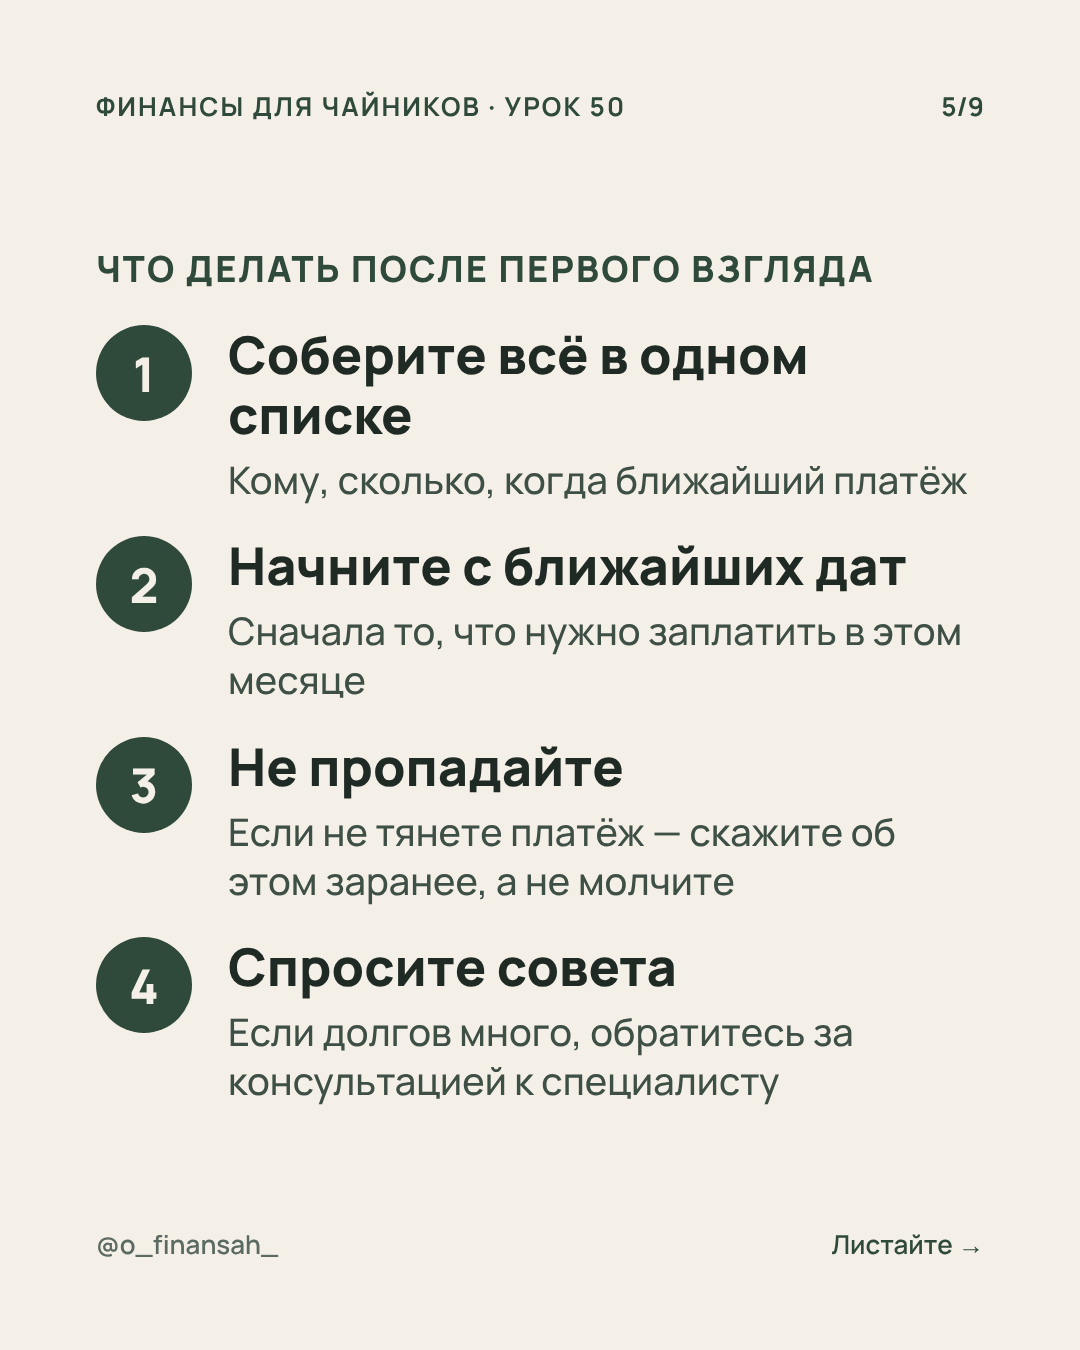 ФИНАНСЫ ДЛЯ ЧАЙНИКОВ · УРОК 50
5/9
ЧТО ДЕЛАТЬ ПОСЛЕ ПЕРВОГО ВЗГЛЯДА
1
Соберите всё в одном
списке
Кому, сколько, когда ближайший платёж
2
Начните с ближайших дат
Сначала то, что нужно заплатить в этом
месяце
3
Не пропадайте
Если не тянете платёж — скажите об
этом заранее, а не молчите
4
Спросите совета
Если долгов много, обратитесь за
консультацией к специалисту
@o_finansah_
Листайте →